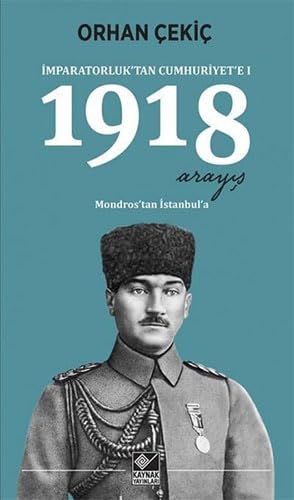 ORHAN ÇEKİÇ
İMPARATORLUK'TAN CUMHURİYET'E I
1918
arayış
Mondros'tan İstanbul'a
KAYNAK
YAYINLARI